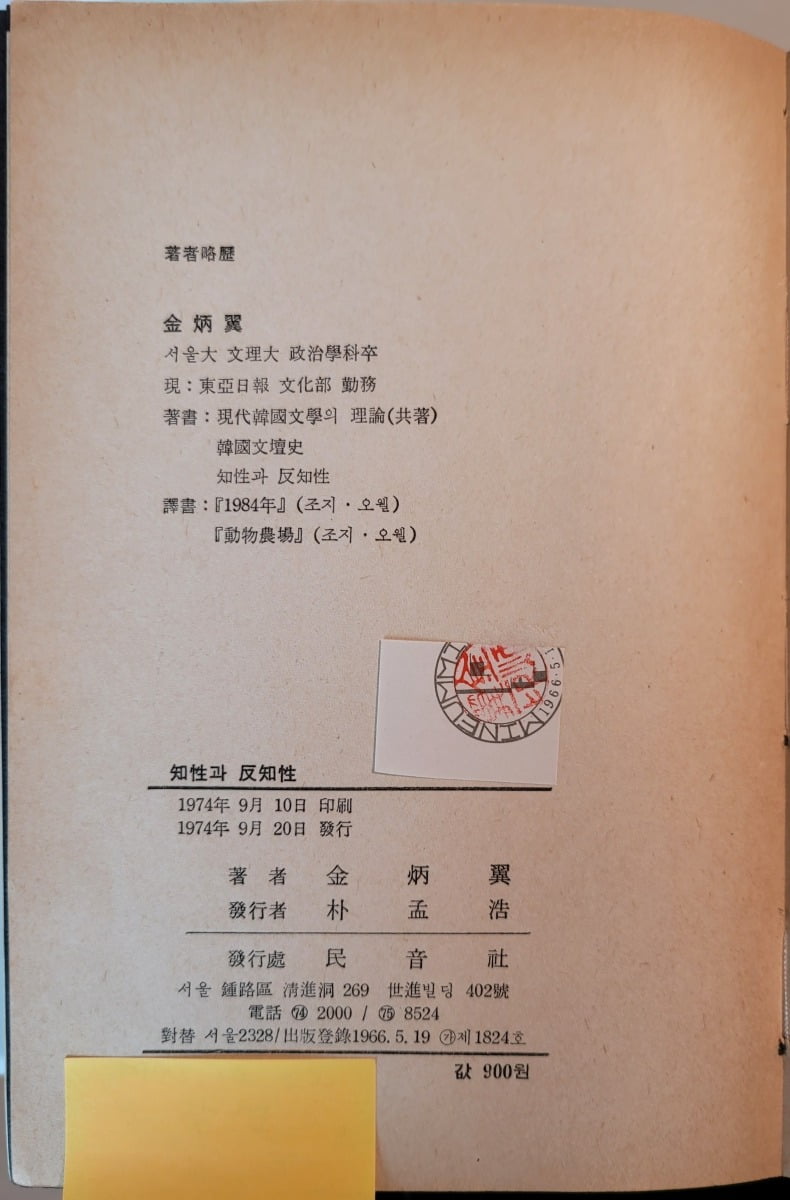 著者略歷
金 炳 翼
서울大 文理大 政治學科卒
現 : 東亞日報 文化部 勤務
著書 : 現代韓國文學의 理論(共著)
韓國文壇史
知性과 反知性
譯書 : 『1984年』 (조지 · 오웰)
『動物農場』 (조지 · 오웰)
MINEUM
1966·5·1
知性과 反知性
1974年 9月 10日 印刷
1974年 9月 20日 發行
著 者 金 炳 翼
發行者 朴 孟 浩
發行處 民 音 社
서울 鍾路區 淸進洞 269 世進빌딩 402號
電話 ㊆4 2000 / ㊆5 8524
對替 서울2328/出版登錄1966. 5. 19 ㉮제1824호
값 900원